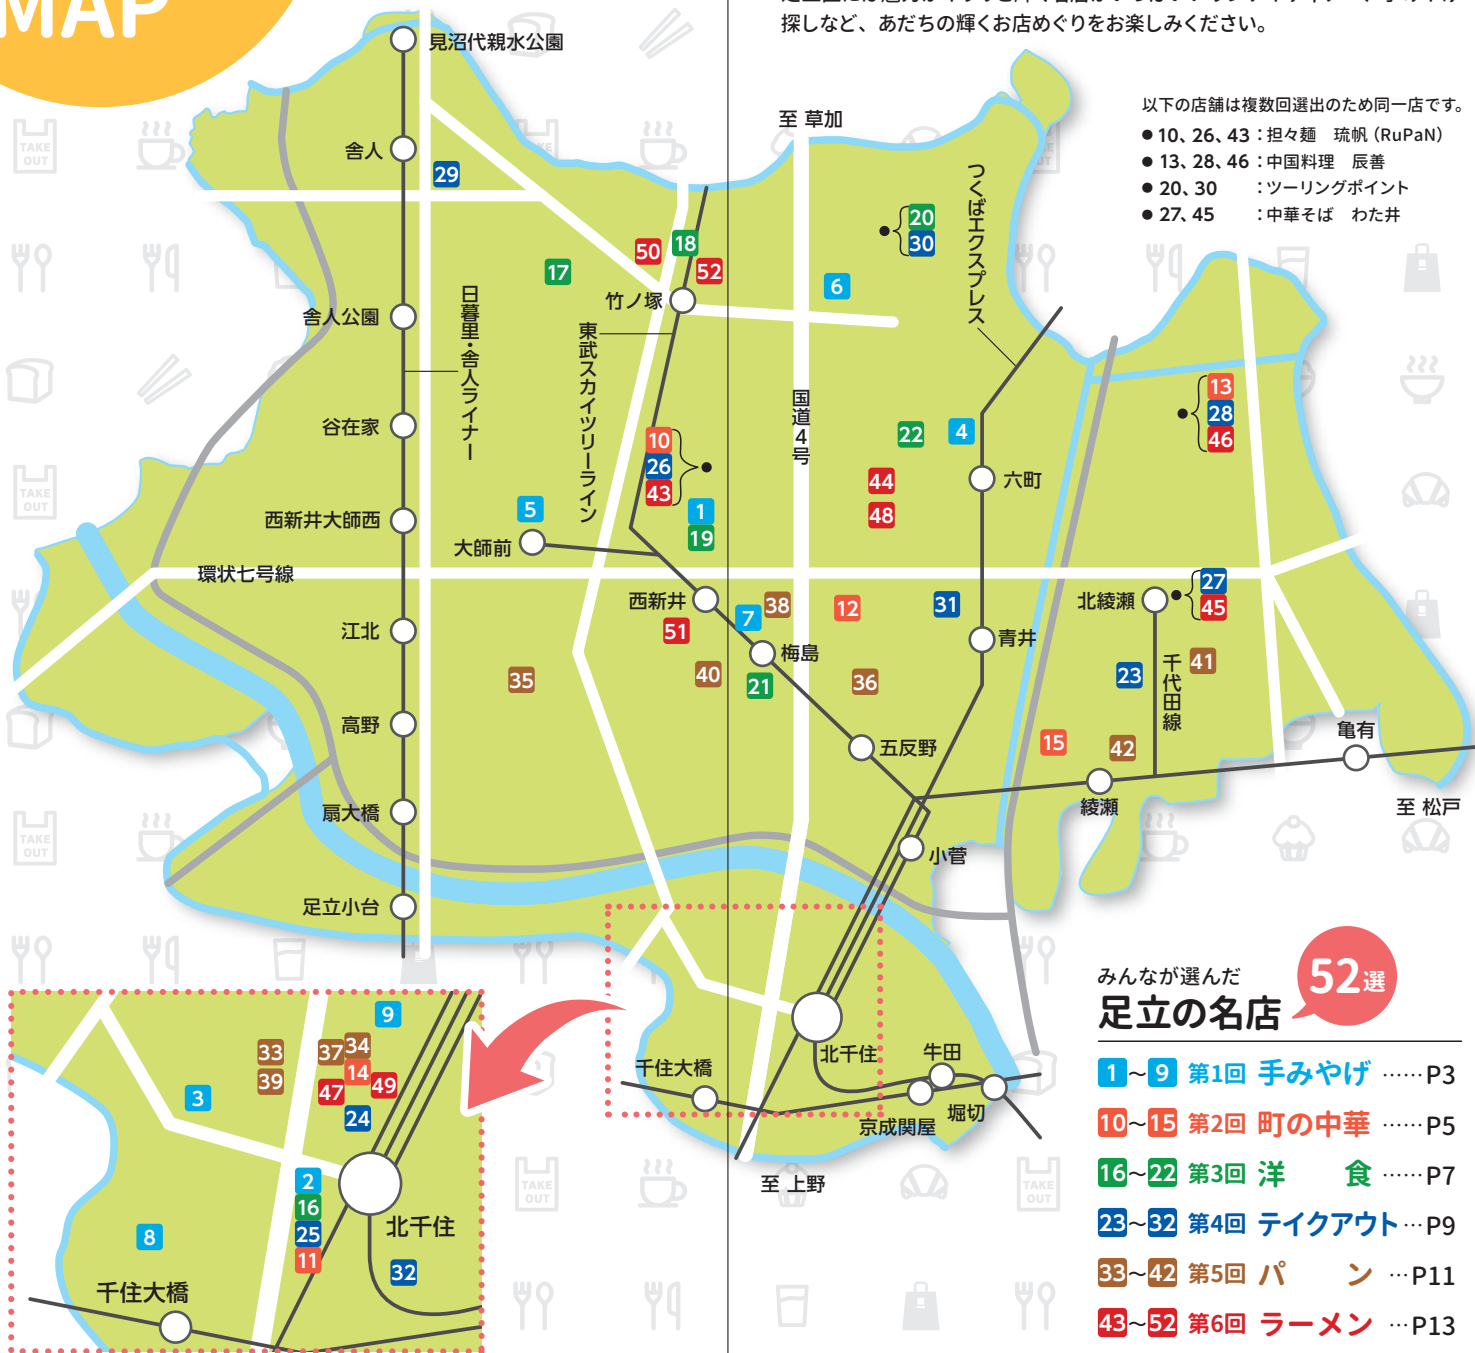 MAP
探しなど、あだちの輝くお店めぐりをお楽しみください。
以下の店舗は複数回選出のため同一店です。
● 10、26、43：担々麺　琉帆（RuPaN）
● 13、28、46：中国料理　辰善
● 20、30　　：ツーリングポイント
● 27、45　　：中華そば　わた井
見沼代親水公園
至 草加
舎人
29
つくばエクスプレス
20
30
50
18
52
17
6
竹ノ塚
舎人公園
日暮里・舎人ライナー
東武スカイツリーライン
国道4号
13
28
46
谷在家
10
26
43
22
4
44
六町
48
西新井大師西
5
1
19
大師前
環状七号線
西新井
7
38
12
31
北綾瀬
27
45
51
江北
梅島
青井
35
40
21
36
23
千代田線
41
高野
五反野
15
42
亀有
扇大橋
綾瀬
至 松戸
小菅
足立小台
北千住
千住大橋
牛田
京成関屋
堀切
至 上野
9
33
37
34
39
14
47
49
3
24
2
16
25
11
北千住
8
32
千住大橋
みんなが選んだ
足立の名店
52選
1～9 第1回 手みやげ ……P3
10～15 第2回 町の中華 ……P5
16～22 第3回 洋　　食 ……P7
23～32 第4回 テイクアウト …P9
33～42 第5回 パ　　ン …P11
43～52 第6回 ラーメン …P13
TAKE OUT
TAKE OUT
TAKE OUT
TAKE OUT
TAKE OUT